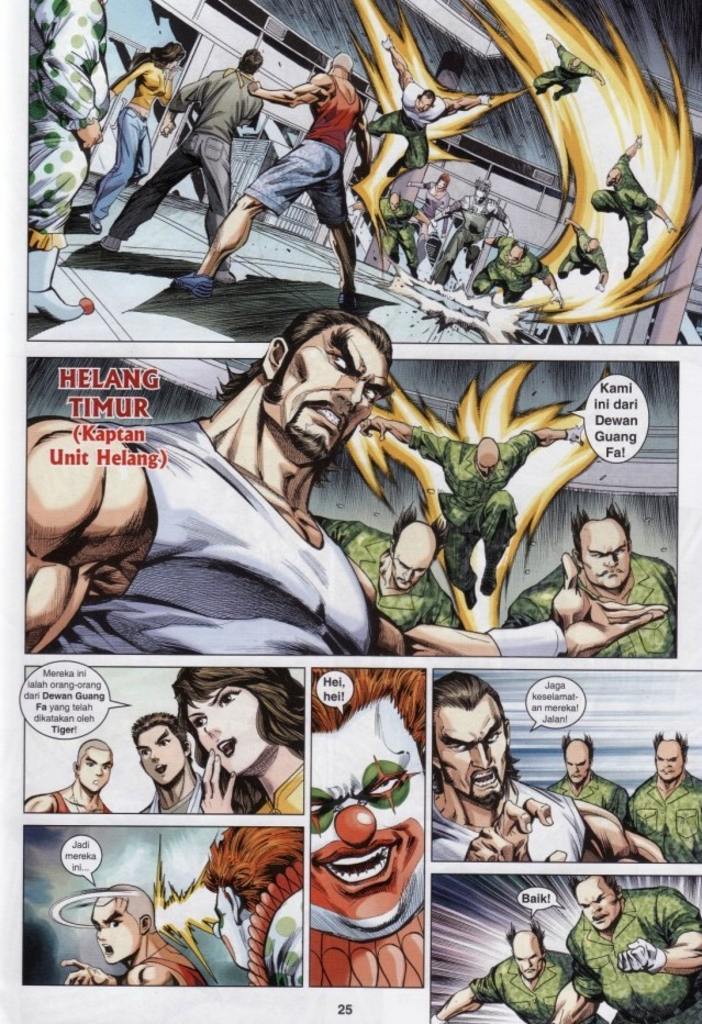 HELANG
TIMUR
(Kaptan
Unit Helang)
Kami
ini dari
Dewan
Guang
Fa!
Mereka ini
ialah orang-orang
dari Dewan Guang
Fa yang telah
dikatakan oleh
Tiger!
Hei,
hei!
Jaga
keselamat-
an mereka!
Jalan!
Jadi
mereka
ini...
Baik!
25